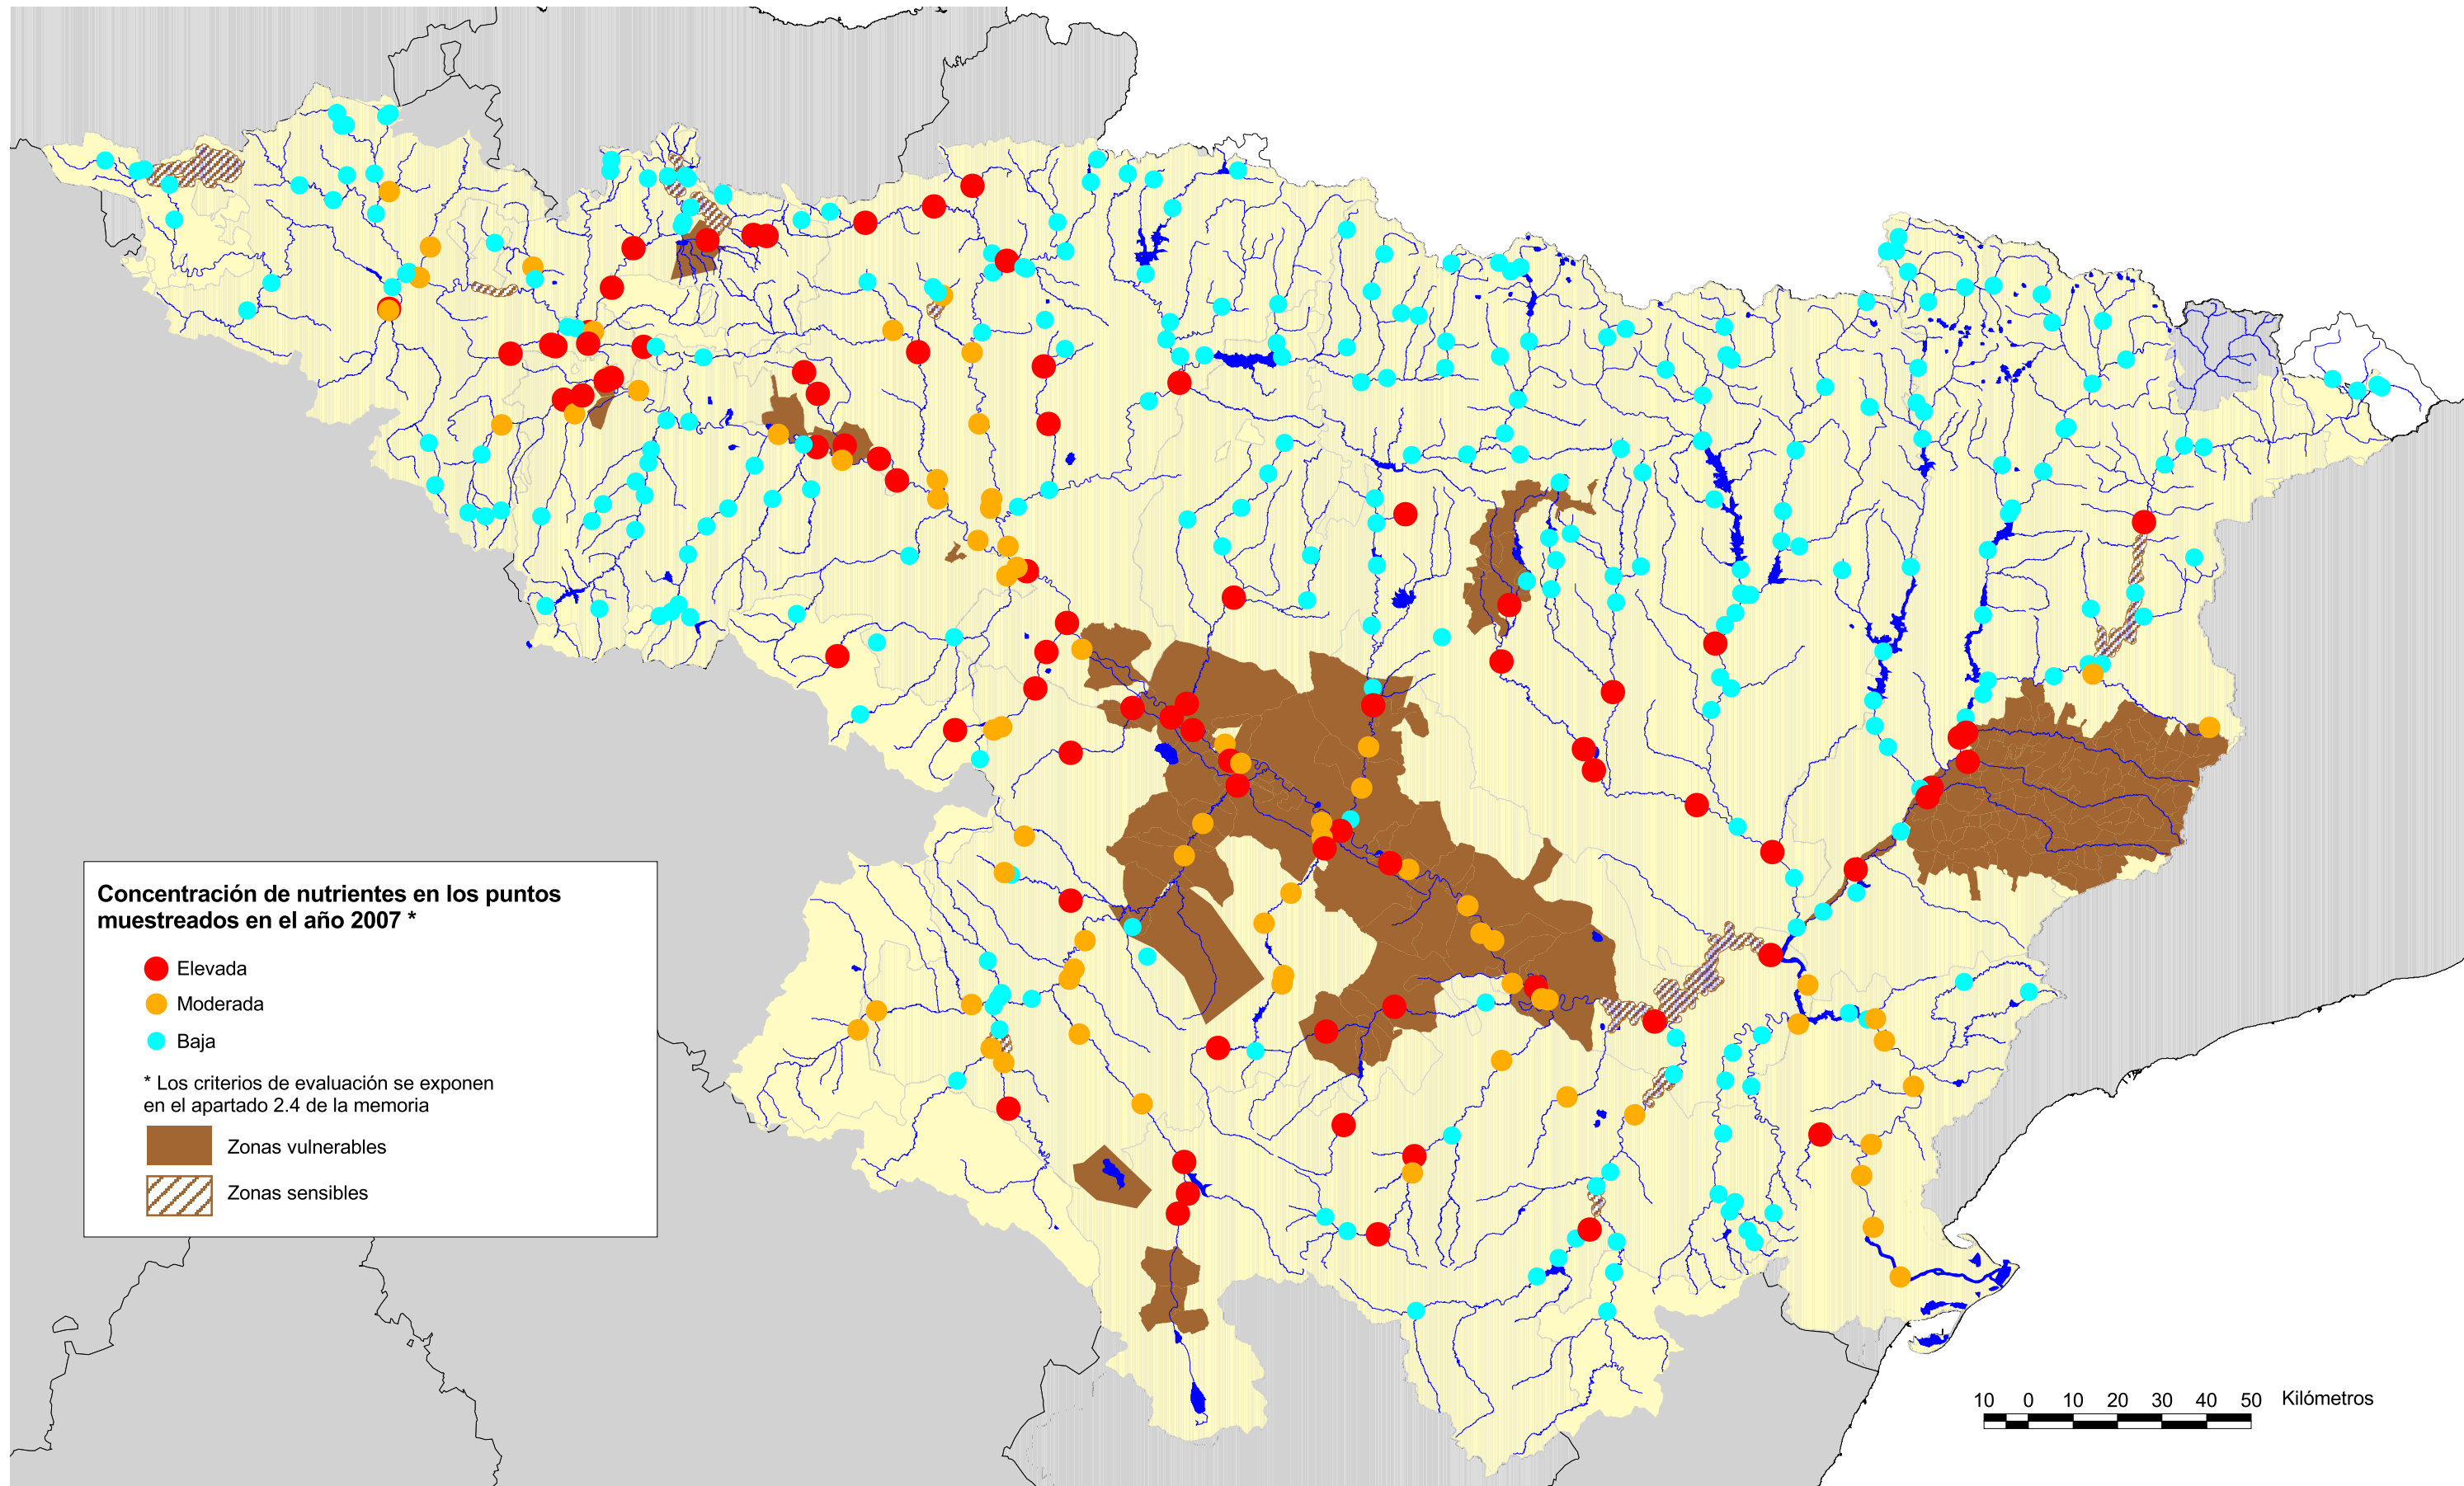 Concentración de nutrientes en los puntos
muestreados en el año 2007 *
Elevada
Moderada
Baja
* Los criterios de evaluación se exponen
en el apartado 2.4 de la memoria
Zonas vulnerables
Zonas sensibles
10 0 10 20 30 40 50 Kilómetros